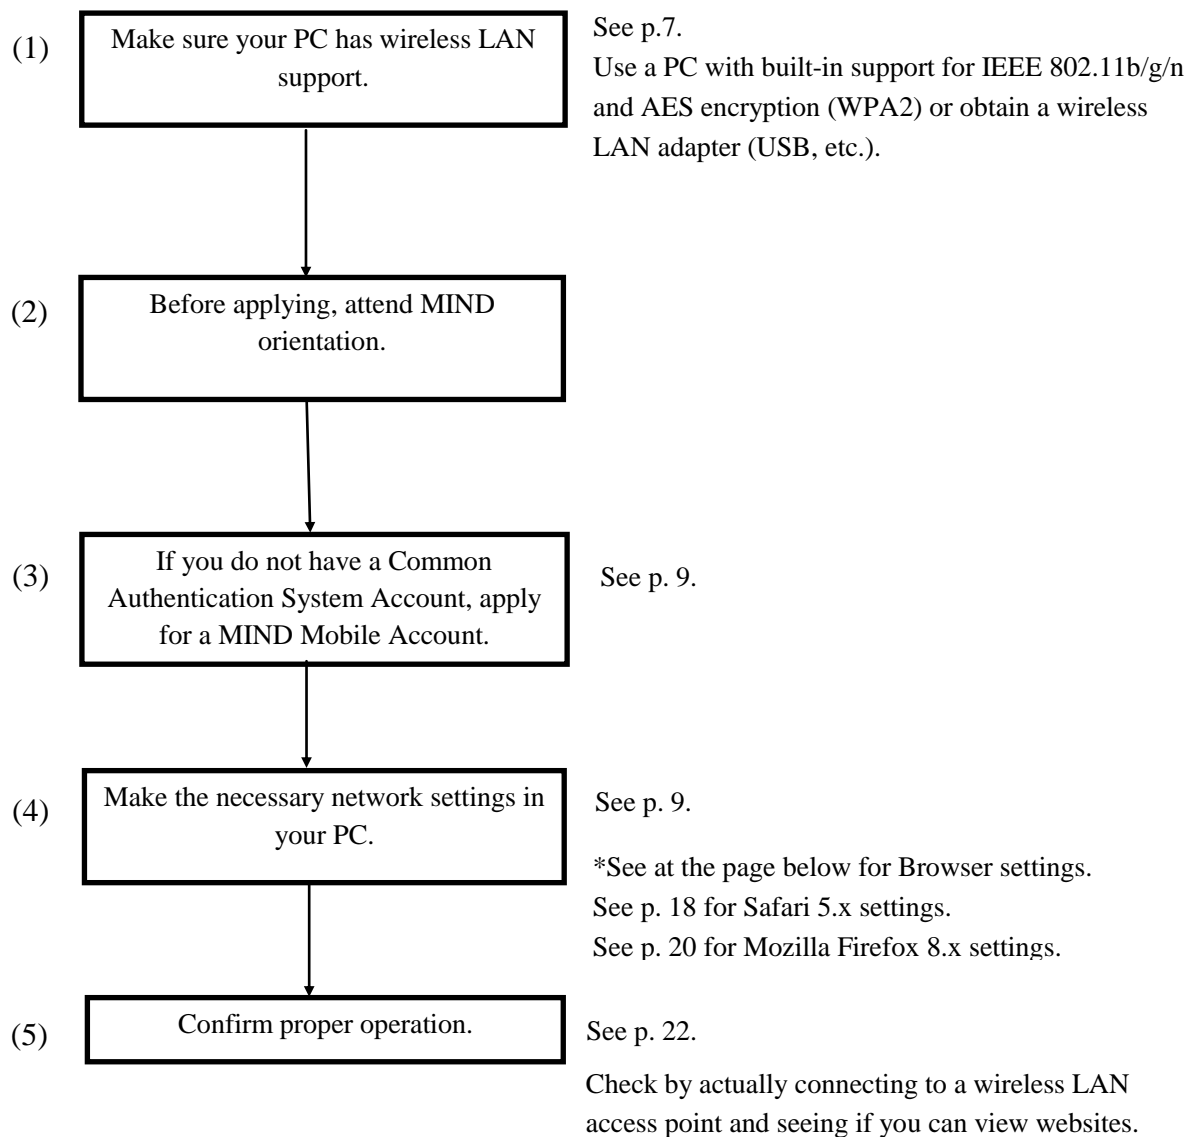 (1)
Make sure your PC has wireless LAN
support.
See p.7.
Use a PC with built-in support for IEEE 802.11b/g/n
and AES encryption (WPA2) or obtain a wireless
LAN adapter (USB, etc.).
(2)
Before applying, attend MIND
orientation.
(3)
If you do not have a Common
Authentication System Account, apply
for a MIND Mobile Account.
See p. 9.
(4)
Make the necessary network settings in
your PC.
See p. 9.
*See at the page below for Browser settings.
See p. 18 for Safari 5.x settings.
See p. 20 for Mozilla Firefox 8.x settings.
(5)
Confirm proper operation.
See p. 22.
Check by actually connecting to a wireless LAN
access point and seeing if you can view websites.